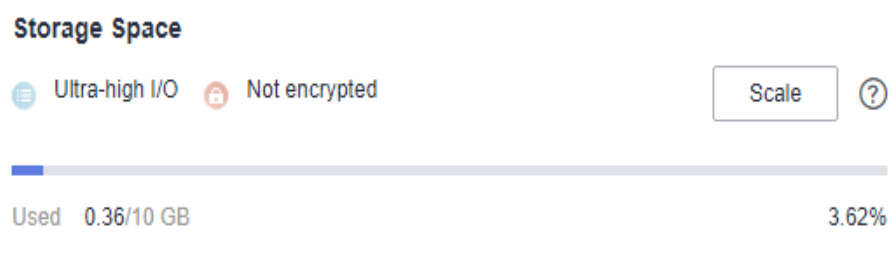 Storage Space
Ultra-high I/O Not encrypted Scale ?
Used 0.36/10 GB 3.62%